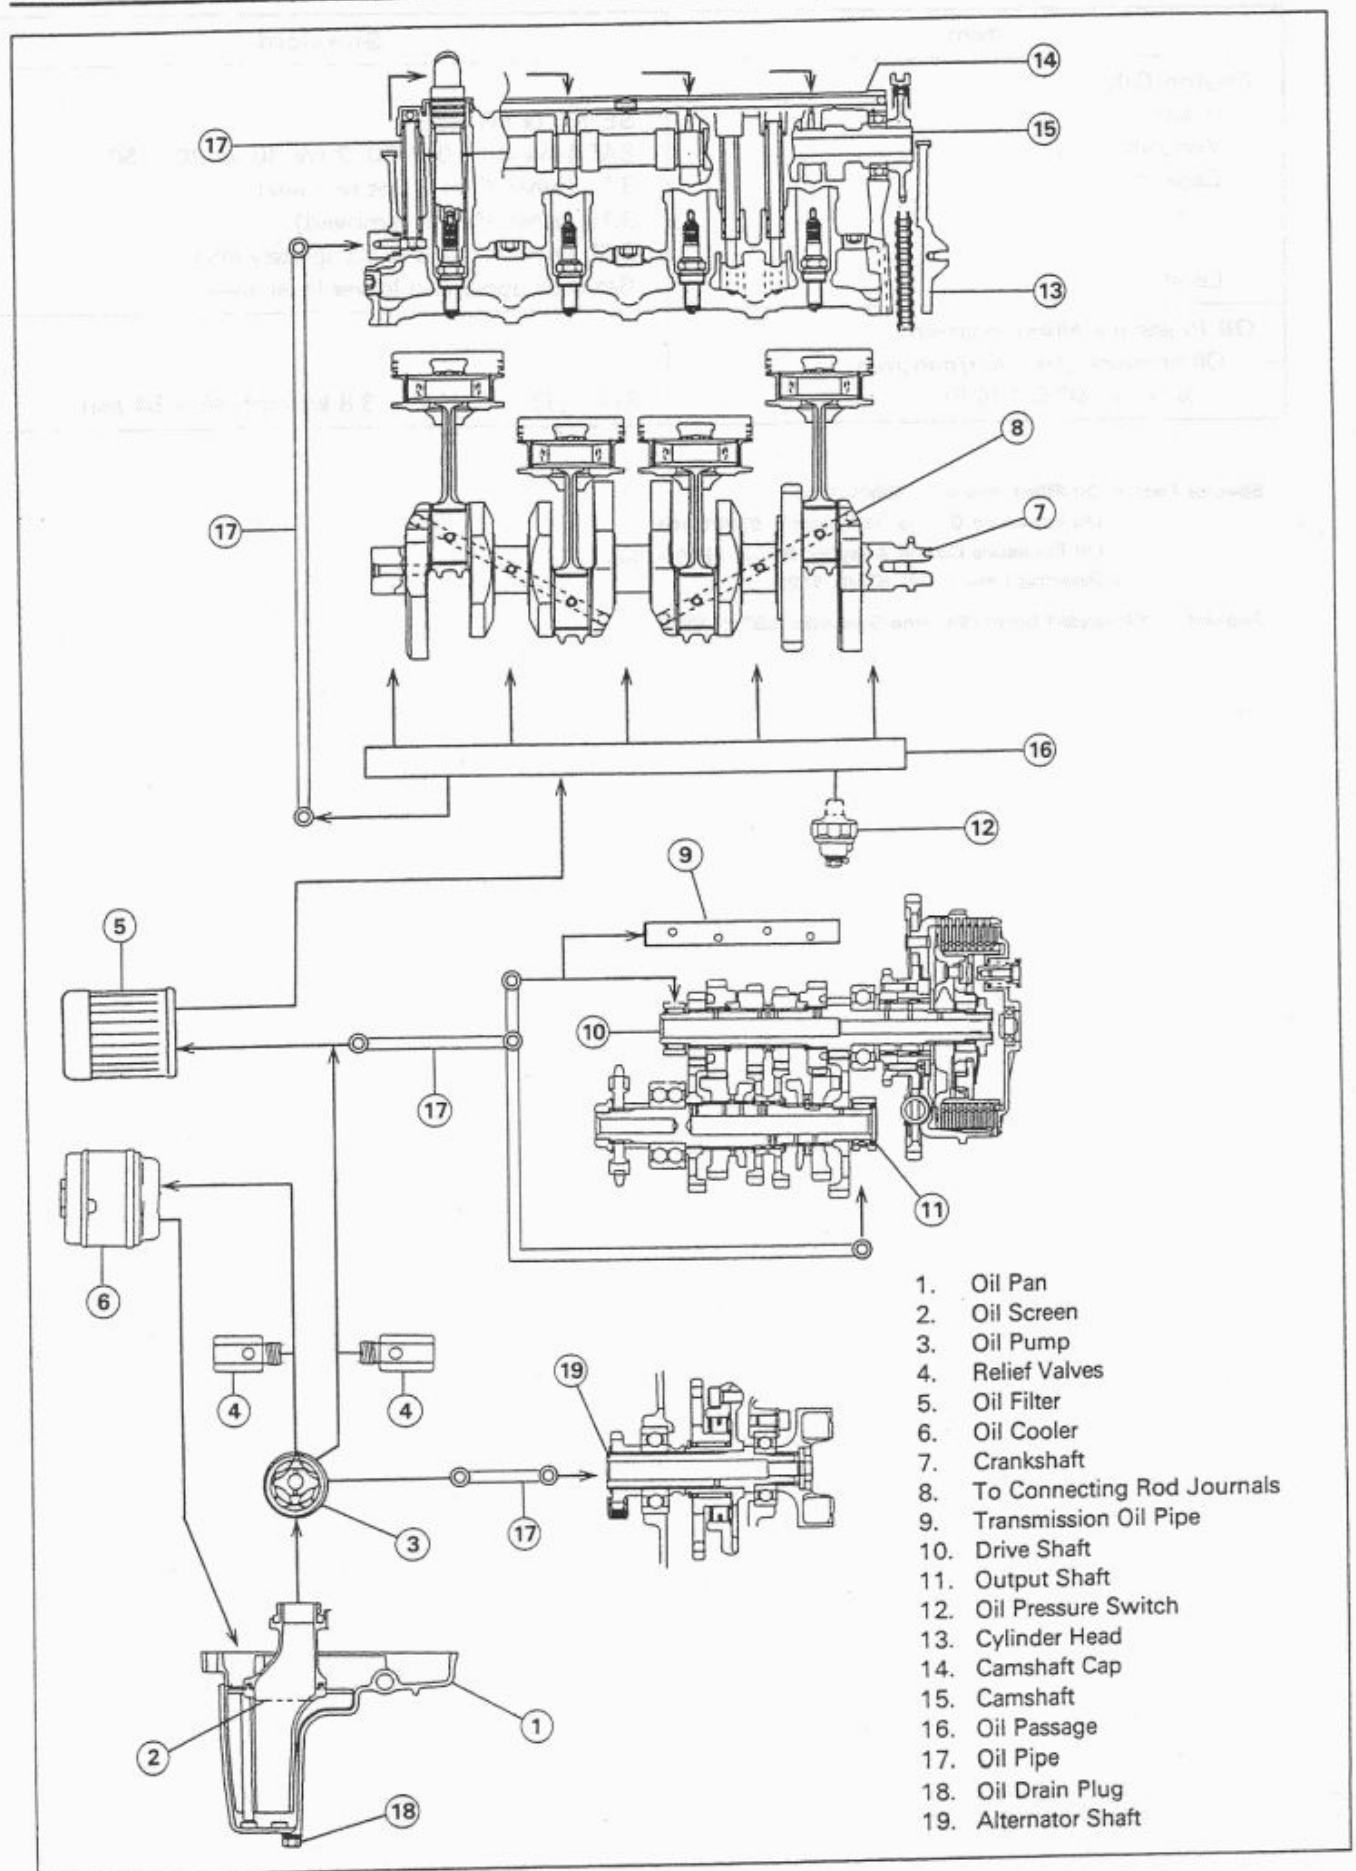 14
17
15
13
8
7
17
16
12
9
5
10
17
11
6
19
4
4
17
3
1
2
18
1. Oil Pan
2. Oil Screen
3. Oil Pump
4. Relief Valves
5. Oil Filter
6. Oil Cooler
7. Crankshaft
8. To Connecting Rod Journals
9. Transmission Oil Pipe
10. Drive Shaft
11. Output Shaft
12. Oil Pressure Switch
13. Cylinder Head
14. Camshaft Cap
15. Camshaft
16. Oil Passage
17. Oil Pipe
18. Oil Drain Plug
19. Alternator Shaft